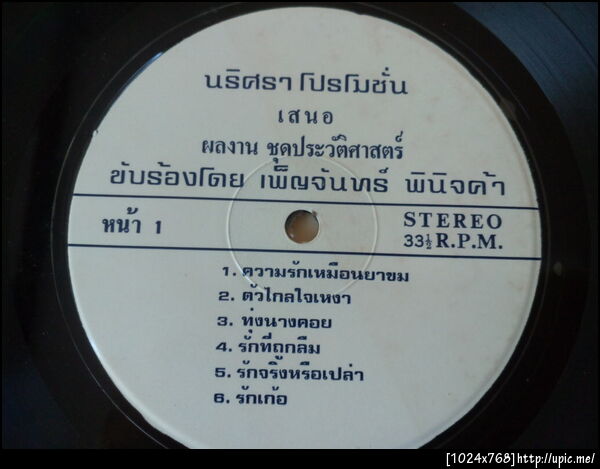 นริศรา โปรโมชั่น
เสนอ
ผลงาน ชุดประวัติศาสตร์
ขับร้องโดย เพ็ญจันทร์ พินิจค้า
หน้า 1
STEREO
33½ R.P.M.
1. ความรักเหมือนยาขม
2. ตัวไกลใจเหงา
3. ทุ่งนางคอย
4. รักที่ถูกลืม
5. รักจริงหรือเปล่า
6. รักเก้อ
[1024x768]http://upic.me/